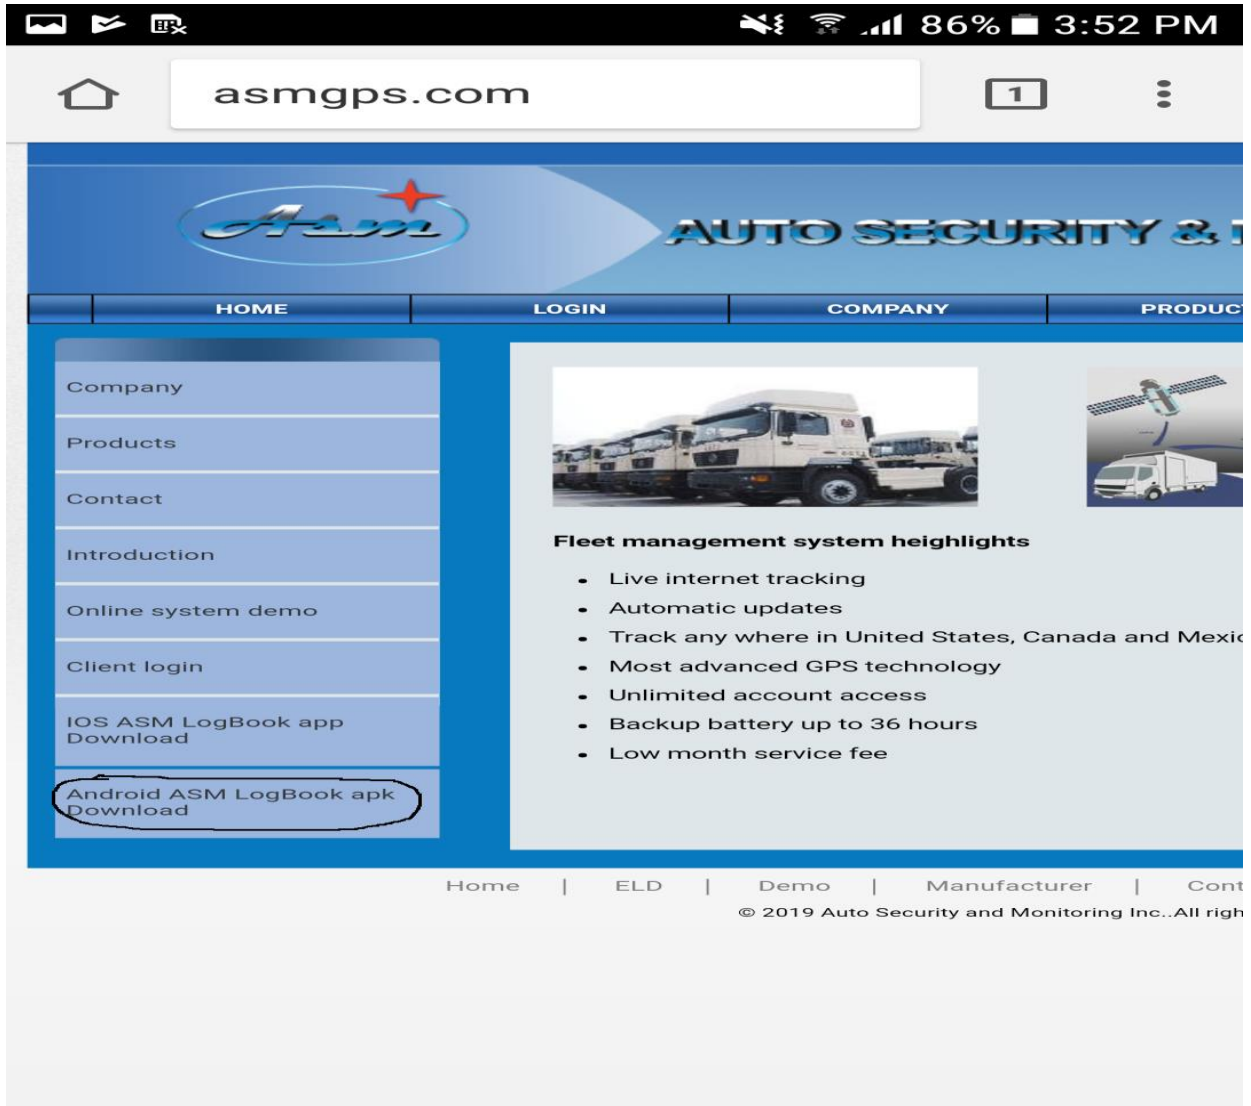 86% 3:52 PM
asmgps.com
1
Asm
AUTO SECURITY &
HOME LOGIN COMPANY PRODUC
Company
Products
Contact
Introduction
Online system demo
Client login
IOS ASM LogBook app
Download
Android ASM LogBook apk
Download
Fleet management system heighlights
• Live internet tracking
• Automatic updates
• Track any where in United States, Canada and Mexic
• Most advanced GPS technology
• Unlimited account access
• Backup battery up to 36 hours
• Low month service fee
Home | ELD | Demo | Manufacturer | Cont
© 2019 Auto Security and Monitoring Inc..All righ